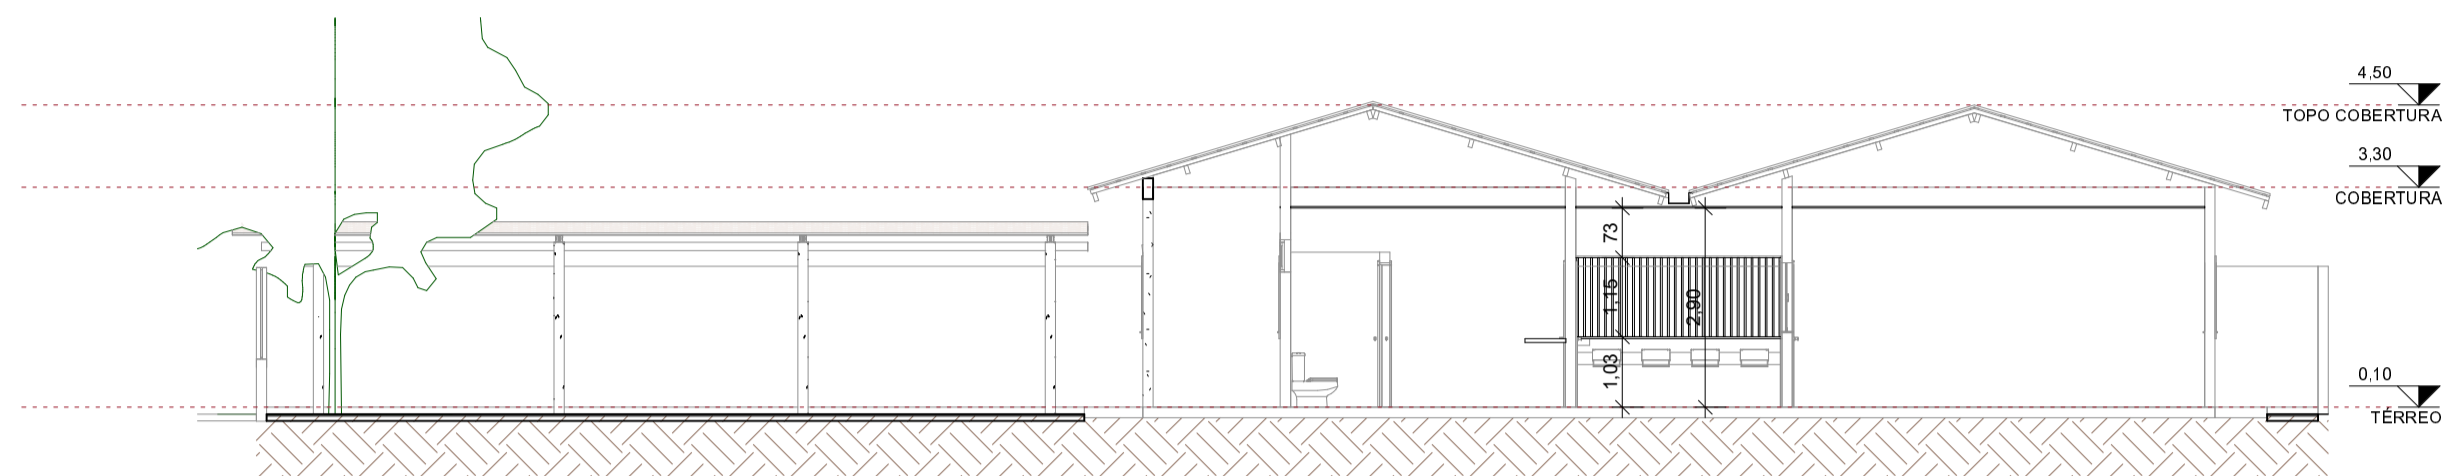 4,50
TOPO COBERTURA
3,30
COBERTURA
73
1,15
2,90
1,03
0,10
TÉRREO